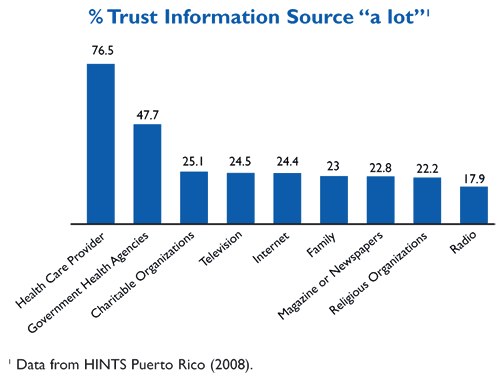 % Trust Information Source “a lot”¹
76.5
47.7
25.1
24.5
24.4
23
22.8
22.2
17.9
Health Care Provider
Government Health Agencies
Charitable Organizations
Television
Internet
Family
Magazine or Newspapers
Religious Organizations
Radio
¹ Data from HINTS Puerto Rico (2008).